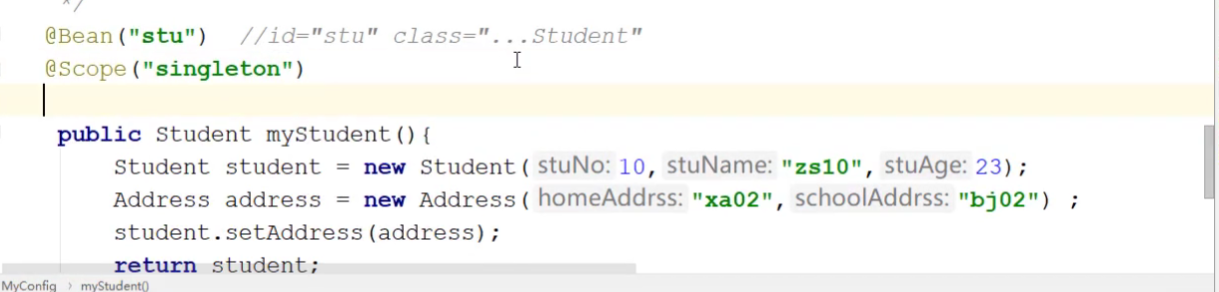 */
@Bean("stu")  //id="stu" class="...Student"
@Scope("singleton")
public Student myStudent(){
Student student = new Student( stuNo: 10, stuName: "zs10", stuAge: 23);
Address address = new Address( homeAddrss: "xa02", schoolAddrss: "bj02") ;
student.setAddress(address);
return student;
MyConfig › myStudent()